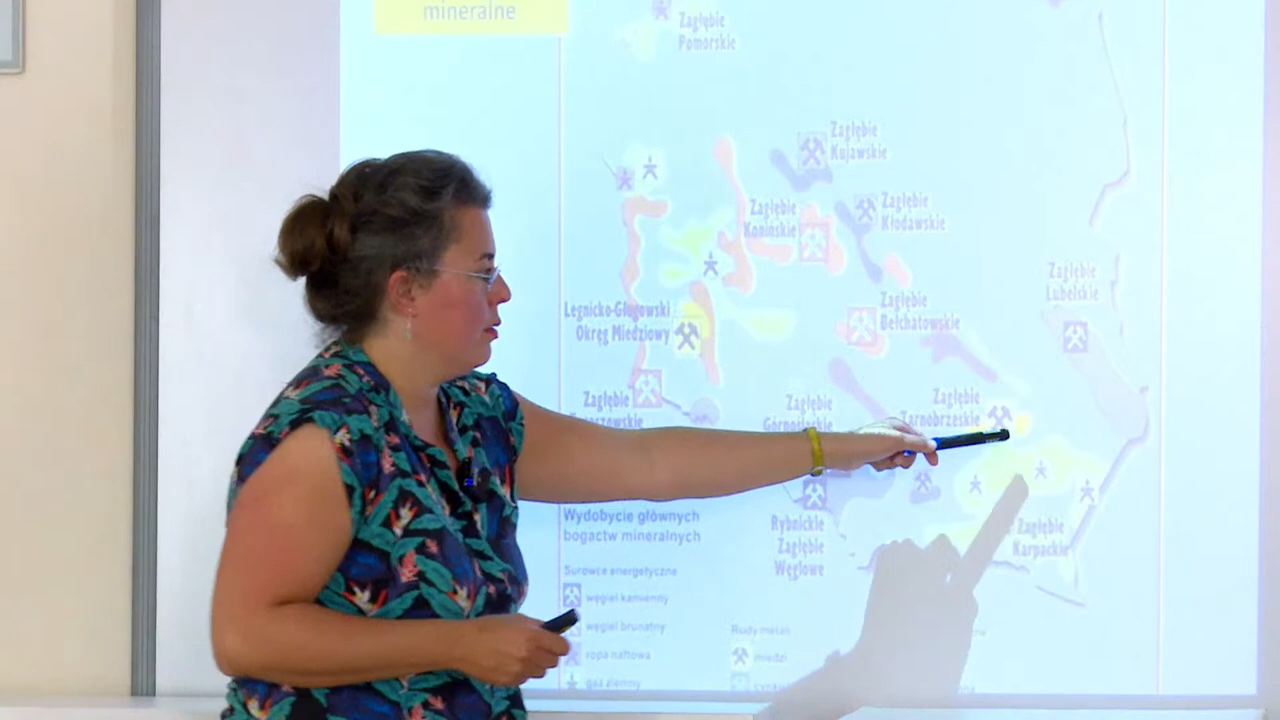 mineralne
Zagłębie
Pomorskie
Zagłębie
Kujawskie
Zagłębie
Konińskie
Zagłębie
Kłodawskie
Zagłębie
Lubelskie
Legnicko-Głogowski
Okręg Miedziowy
Zagłębie
Bełchatowskie
Zagłębie
Zagłębie
Górnośląskie
Zagłębie
Tarnobrzeskie
Rybnickie
Zagłębie
Węglowe
Zagłębie
Karpackie
Wydobycie głównych
bogactw mineralnych
Surowce energetyczne
węgiel kamienny
węgiel brunatny
ropa naftowa
gaz ziemny
Rudy metali
miedzi